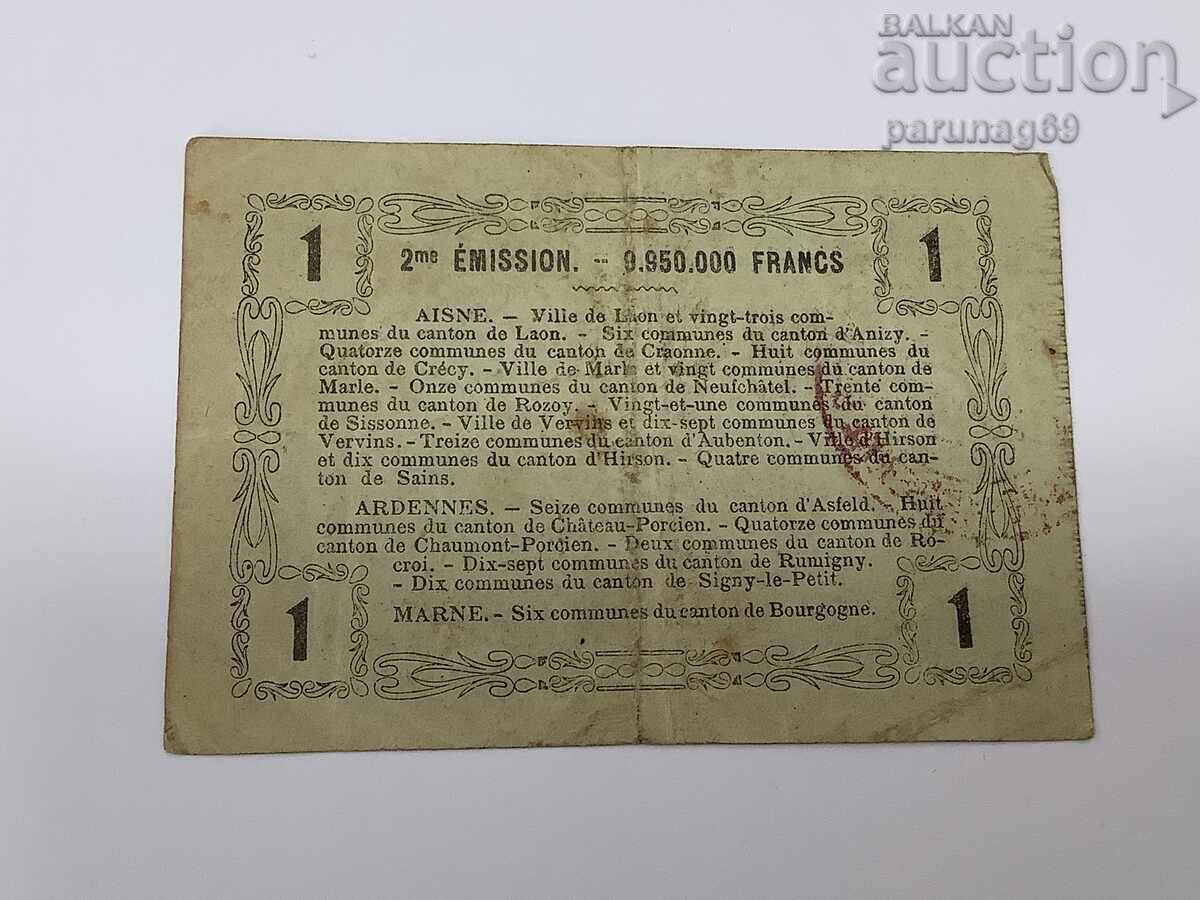 BALKAN
auction
parunag69
1
1
2me ÉMISSION. -- 9.950.000 FRANCS
AISNE. — Ville de Laon et vingt-trois com-
munes du canton de Laon. - Six communes du canton d'Anizy. -
Quatorze communes du canton de Craonne. - Huit communes du
canton de Crécy. - Ville de Marle et vingt communes du canton de
Marle. - Onze communes du canton de Neufchâtel. - Trente com-
munes du canton de Rozoy. - Vingt-et-une communes du canton
de Sissonne. - Ville de Vervins et dix-sept communes du canton de
Vervins. - Treize communes du canton d'Aubenton. - Ville d'Hirson
et dix communes du canton d'Hirson. - Quatre communes du can-
ton de Sains.
ARDENNES. — Seize communes du canton d'Asfeld. - Huit
communes du canton de Château-Porcien. - Quatorze communes du
canton de Chaumont-Porcien. - Deux communes du canton de Ro-
croi. - Dix-sept communes du canton de Rumigny.
- Dix communes du canton de Signy-le-Petit.
MARNE. - Six communes du canton de Bourgogne.
1
1